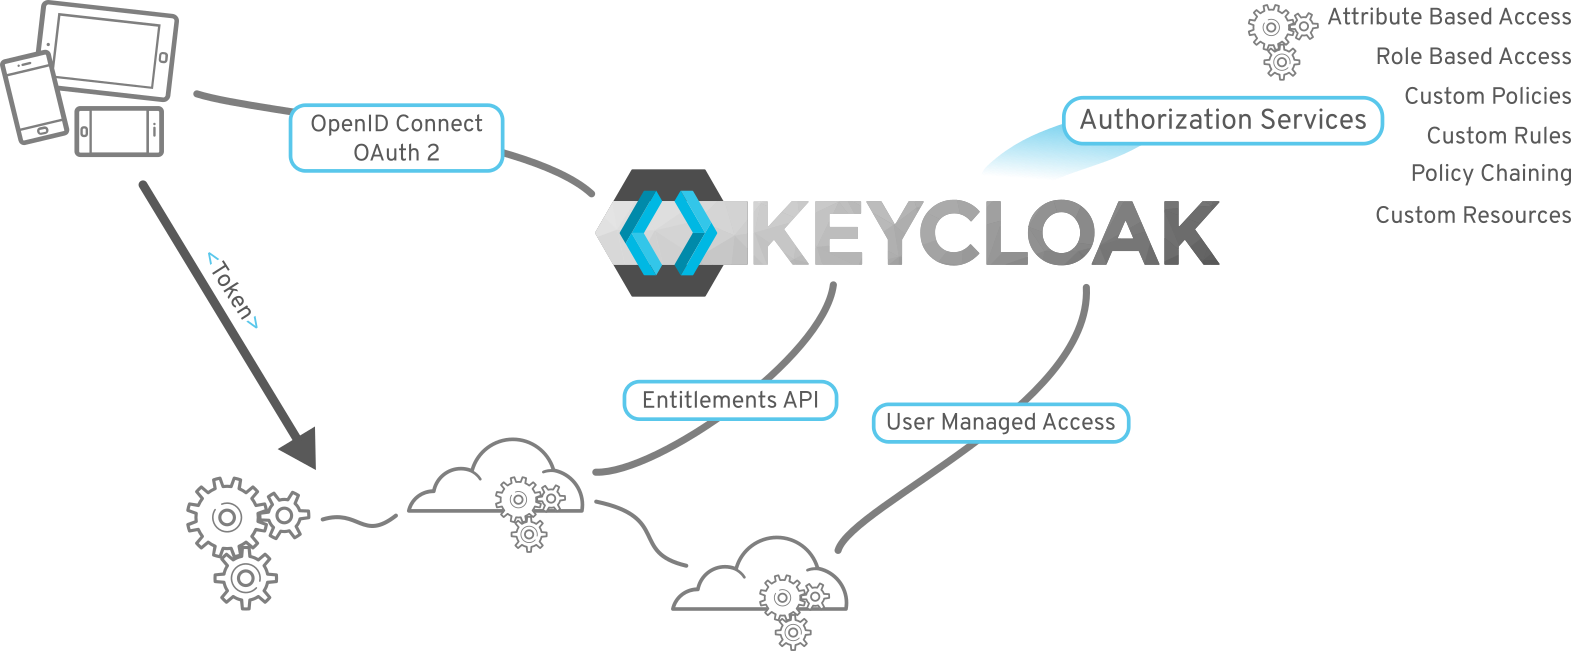 Attribute Based Access
Role Based Access
Custom Policies
Authorization Services
Custom Rules
Policy Chaining
Custom Resources
OpenID Connect
OAuth 2
KEYCLOAK
<Token>
Entitlements API
User Managed Access